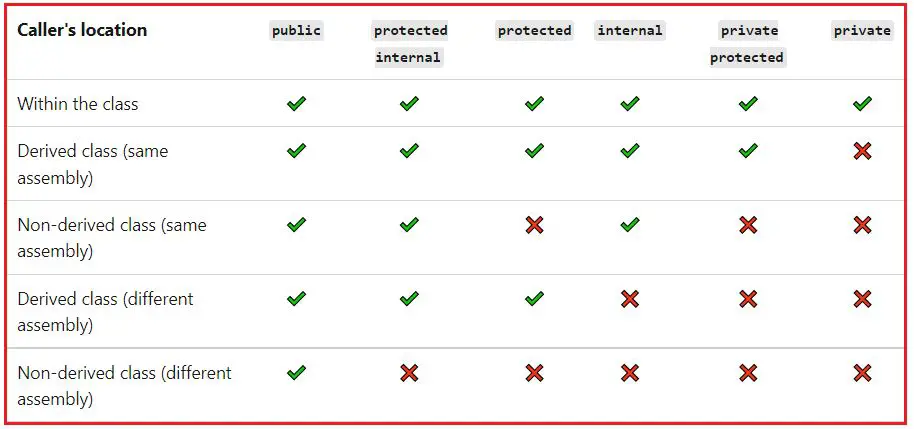 Caller's location public protected protected internal private private
internal protected
Within the class ✔ ✔ ✔ ✔ ✔ ✔
Derived class (same ✔ ✔ ✔ ✔ ✔ ❌
assembly)
Non-derived class (same ✔ ✔ ❌ ✔ ❌ ❌
assembly)
Derived class (different ✔ ✔ ✔ ❌ ❌ ❌
assembly)
Non-derived class (different ✔ ❌ ❌ ❌ ❌ ❌
assembly)